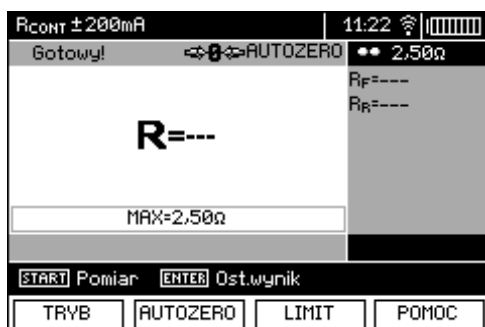 RCONT ±200mA 11:22
Gotowy! 0 AUTOZERO 2,50Ω
RF=---
RR=---
R=---
MAX=2,50Ω
START Pomiar ENTER Ost.wynik
TRYB AUTOZERO LIMIT POMOC